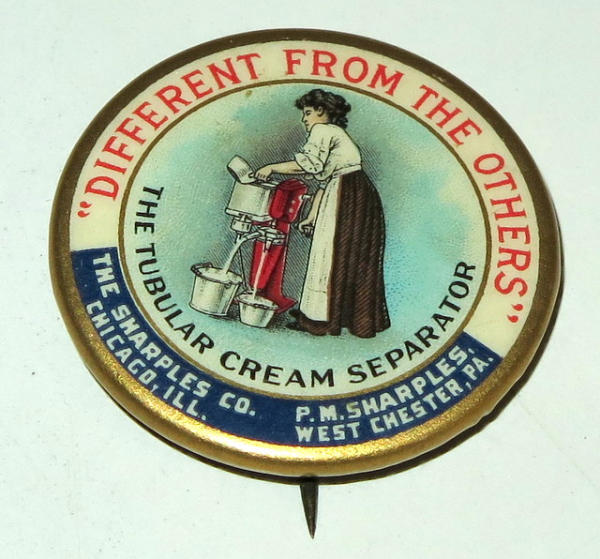 "DIFFERENT FROM THE OTHERS"
THE TUBULAR CREAM SEPARATOR
THE SHARPLES CO.
CHICAGO, ILL.
P.M. SHARPLES,
WEST CHESTER, PA.